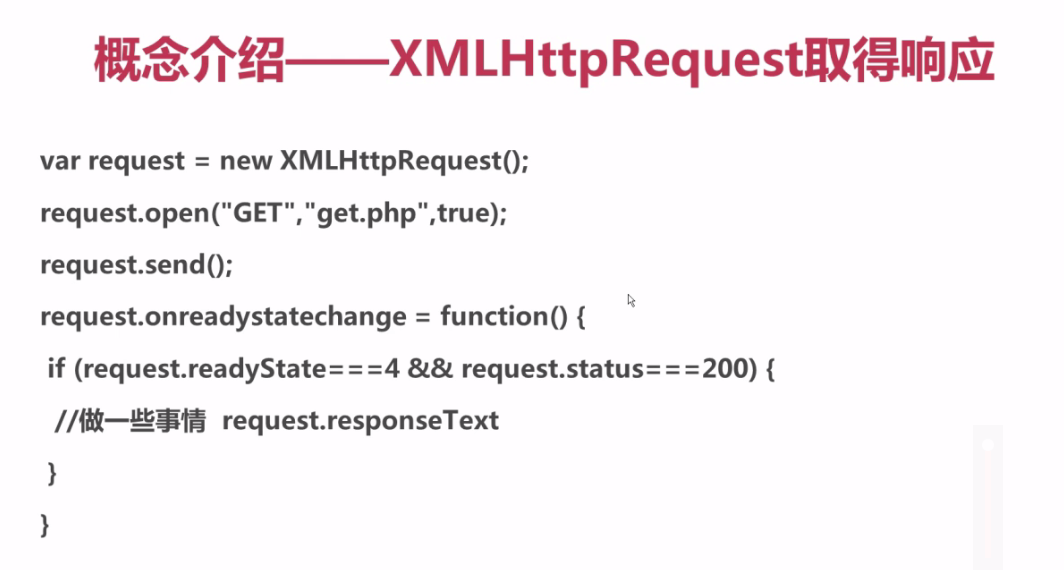 概念介绍——XMLHttpRequest取得响应
var request = new XMLHttpRequest();
request.open("GET","get.php",true);
request.send();
request.onreadystatechange = function() {
if (request.readyState===4 && request.status===200) {
//做一些事情 request.responseText
}
}